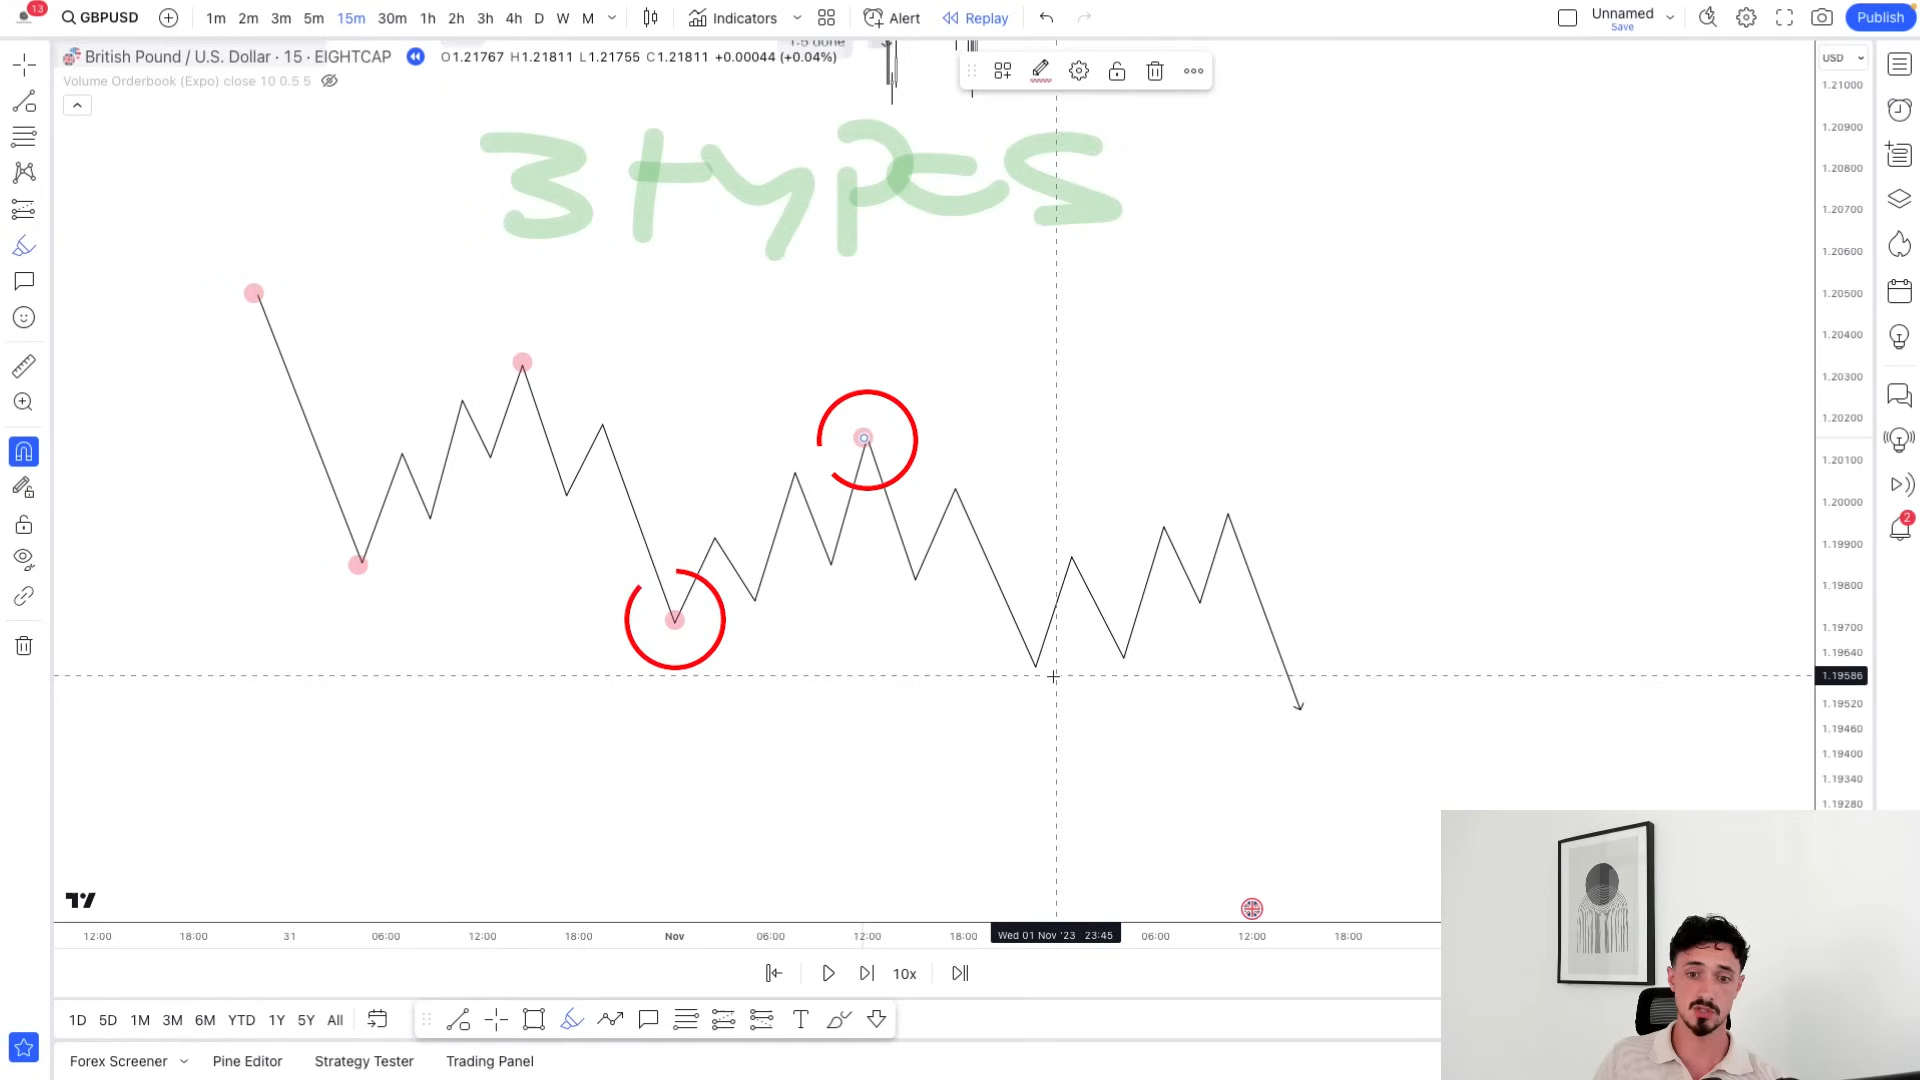 13
GBPUSD
1m 2m 3m 5m 15m 30m 1h 2h 3h 4h D W M
Indicators
Alert
Replay
Unnamed
Save
Publish
British Pound / U.S. Dollar · 15 · EIGHTCAP
O1.21767 H1.21811 L1.21755 C1.21811 +0.00044 (+0.04%)
1:5 done
USD
Volume Orderbook (Expo) close 10 0.5 5
3 types
1.21000
1.20900
1.20800
1.20700
1.20600
1.20500
1.20400
1.20300
1.20200
1.20100
1.20000
1.19900
1.19800
1.19700
1.19640
1.19586
1.19520
1.19460
1.19400
1.19340
1.19280
2
12:00 18:00 31 06:00 12:00 18:00 Nov 06:00 12:00 18:00 Wed 01 Nov '23 23:45 06:00 12:00 18:00
10x
1D 5D 1M 3M 6M YTD 1Y 5Y All
T
Forex Screener Pine Editor Strategy Tester Trading Panel